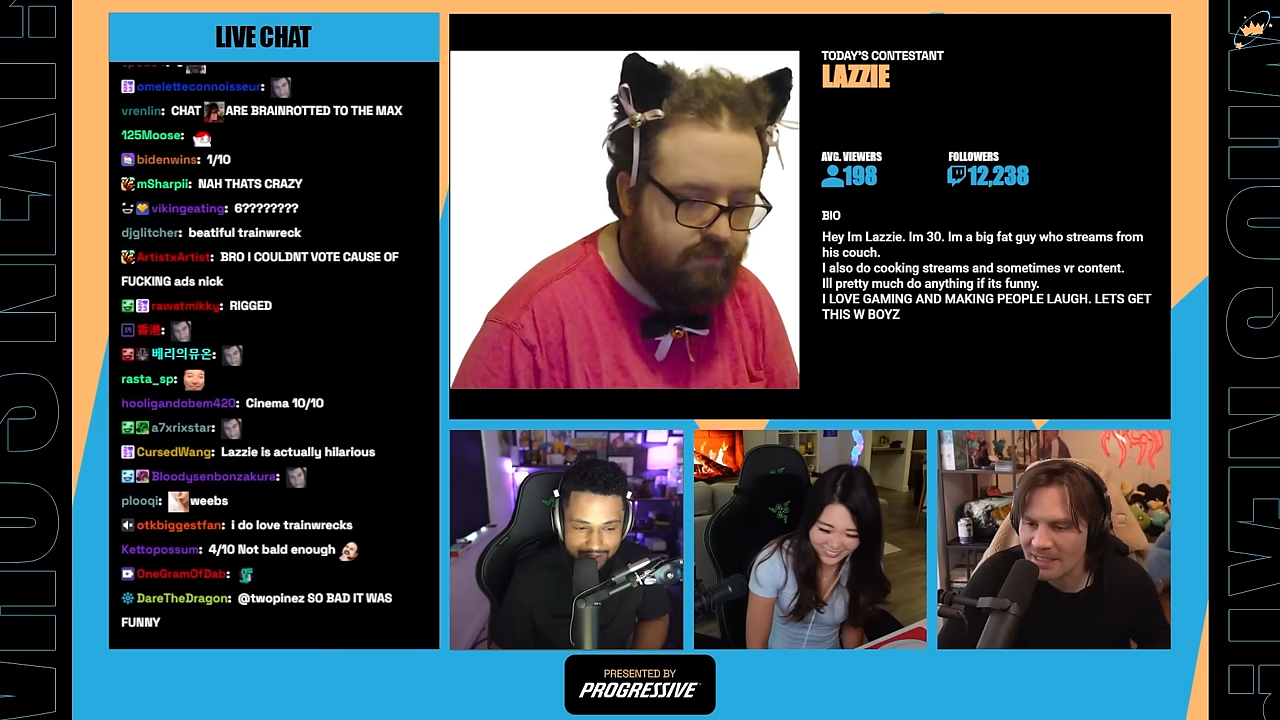 LIVE CHAT
omeletteconnoisseur:
vrenlin: CHAT ARE BRAINROTTED TO THE MAX
125Moose:
bidenwins: 1/10
mSharpii: NAH THATS CRAZY
vikingeating: 6????????
djglitcher: beatiful trainwreck
ArtistxArtist: BRO I COULDNT VOTE CAUSE OF
FUCKING ads nick
rawatmikky: RIGGED
香港:
베리의뮤온:
rasta_sp:
hooligandobem420: Cinema 10/10
a7xrixstar:
CursedWang: Lazzie is actually hilarious
Bloodysenbonzakura:
plooqi: weebs
otkbiggestfan: i do love trainwrecks
Kettopossum: 4/10 Not bald enough
OneGramOfDab:
DareTheDragon: @twopinez SO BAD IT WAS
FUNNY
TODAY'S CONTESTANT
LAZZIE
AVG. VIEWERS
198
FOLLOWERS
12,238
BIO
Hey Im Lazzie. Im 30. Im a big fat guy who streams from
his couch.
I also do cooking streams and sometimes vr content.
Ill pretty much do anything if its funny.
I LOVE GAMING AND MAKING PEOPLE LAUGH. LETS GET
THIS W BOYZ
PRESENTED BY
PROGRESSIVE